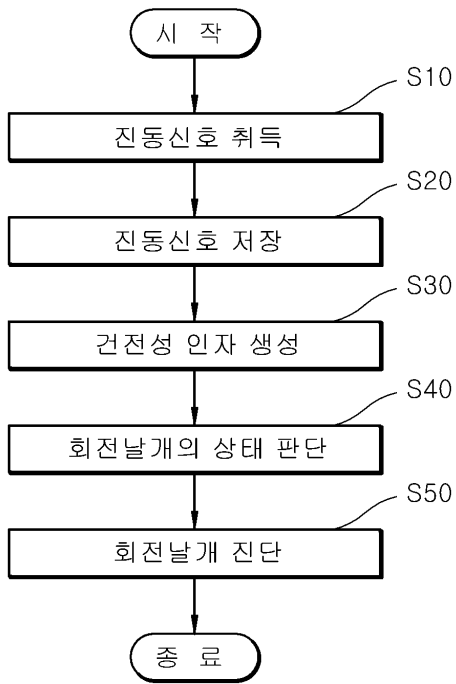 시 작
S10
진동신호 취득
S20
진동신호 저장
S30
건전성 인자 생성
S40
회전날개의 상태 판단
S50
회전날개 진단
종 료